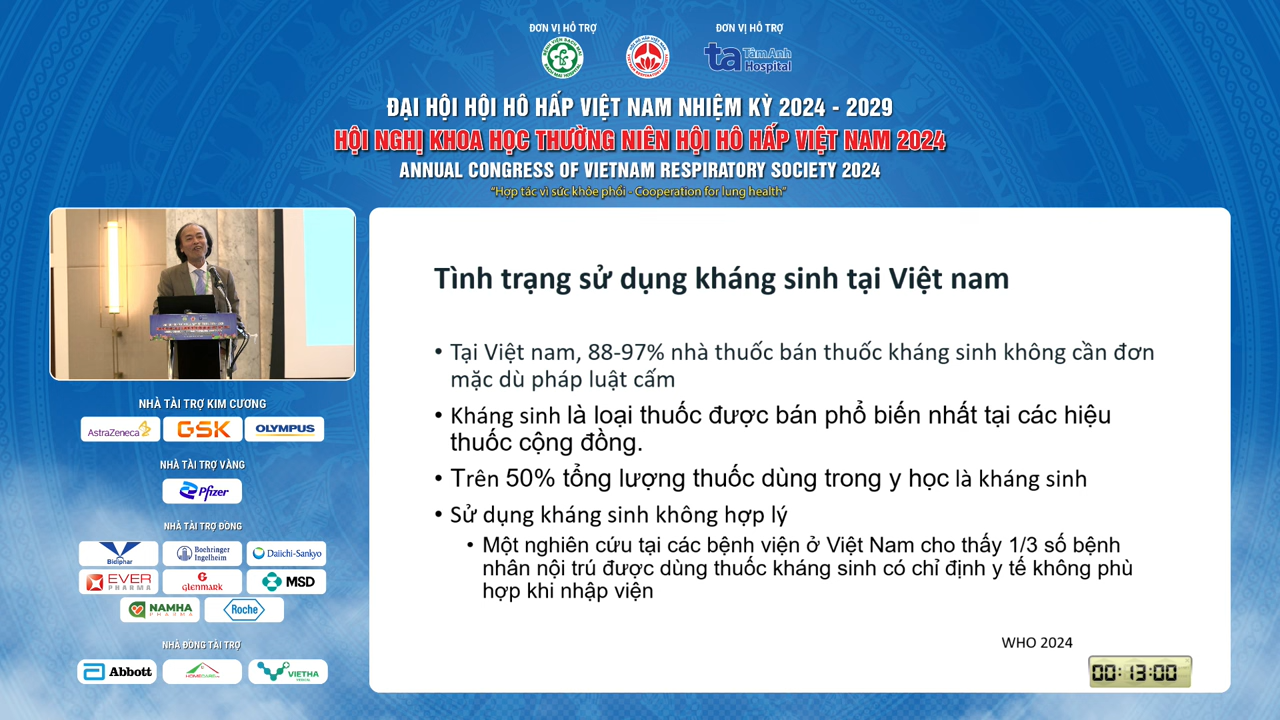 ĐƠN VỊ HỖ TRỢ
ĐƠN VỊ HỖ TRỢ
ta TâmAnh
Hospital
ĐẠI HỘI HỘI HÔ HẤP VIỆT NAM NHIỆM KỲ 2024 - 2029
HỘI NGHỊ KHOA HỌC THƯỜNG NIÊN HỘI HÔ HẤP VIỆT NAM 2024
ANNUAL CONGRESS OF VIETNAM RESPIRATORY SOCIETY 2024
"Hợp tác vì sức khỏe phổi - Cooperation for lung health"
NHÀ TÀI TRỢ KIM CƯƠNG
AstraZeneca GSK OLYMPUS
NHÀ TÀI TRỢ VÀNG
Pfizer
NHÀ TÀI TRỢ ĐỒNG
Bidiphar Boehringer Ingelheim Daiichi-Sankyo
EVER PHARMA GLENMARK MSD
NAMHA PHARMA Roche
NHÀ ĐỒNG TÀI TRỢ
Abbott VIETHA
Tình trạng sử dụng kháng sinh tại Việt nam
• Tại Việt nam, 88-97% nhà thuốc bán thuốc kháng sinh không cần đơn
mặc dù pháp luật cấm
• Kháng sinh là loại thuốc được bán phổ biến nhất tại các hiệu
thuốc cộng đồng.
• Trên 50% tổng lượng thuốc dùng trong y học là kháng sinh
• Sử dụng kháng sinh không hợp lý
• Một nghiên cứu tại các bệnh viện ở Việt Nam cho thấy 1/3 số bệnh
nhân nội trú được dùng thuốc kháng sinh có chỉ định y tế không phù
hợp khi nhập viện
WHO 2024
00:13:00